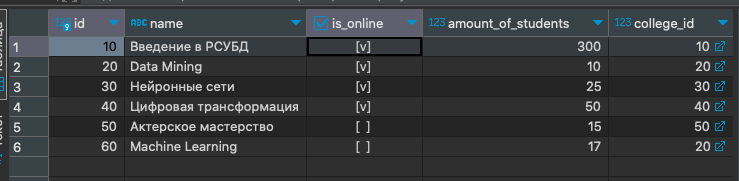 id name is_online amount_of_students college_id
1 10 Введение в РСУБД [v] 300 10
2 20 Data Mining [v] 10 20
3 30 Нейронные сети [v] 25 30
4 40 Цифровая трансформация [v] 50 40
5 50 Актерское мастерство [ ] 15 50
6 60 Machine Learning [ ] 17 20